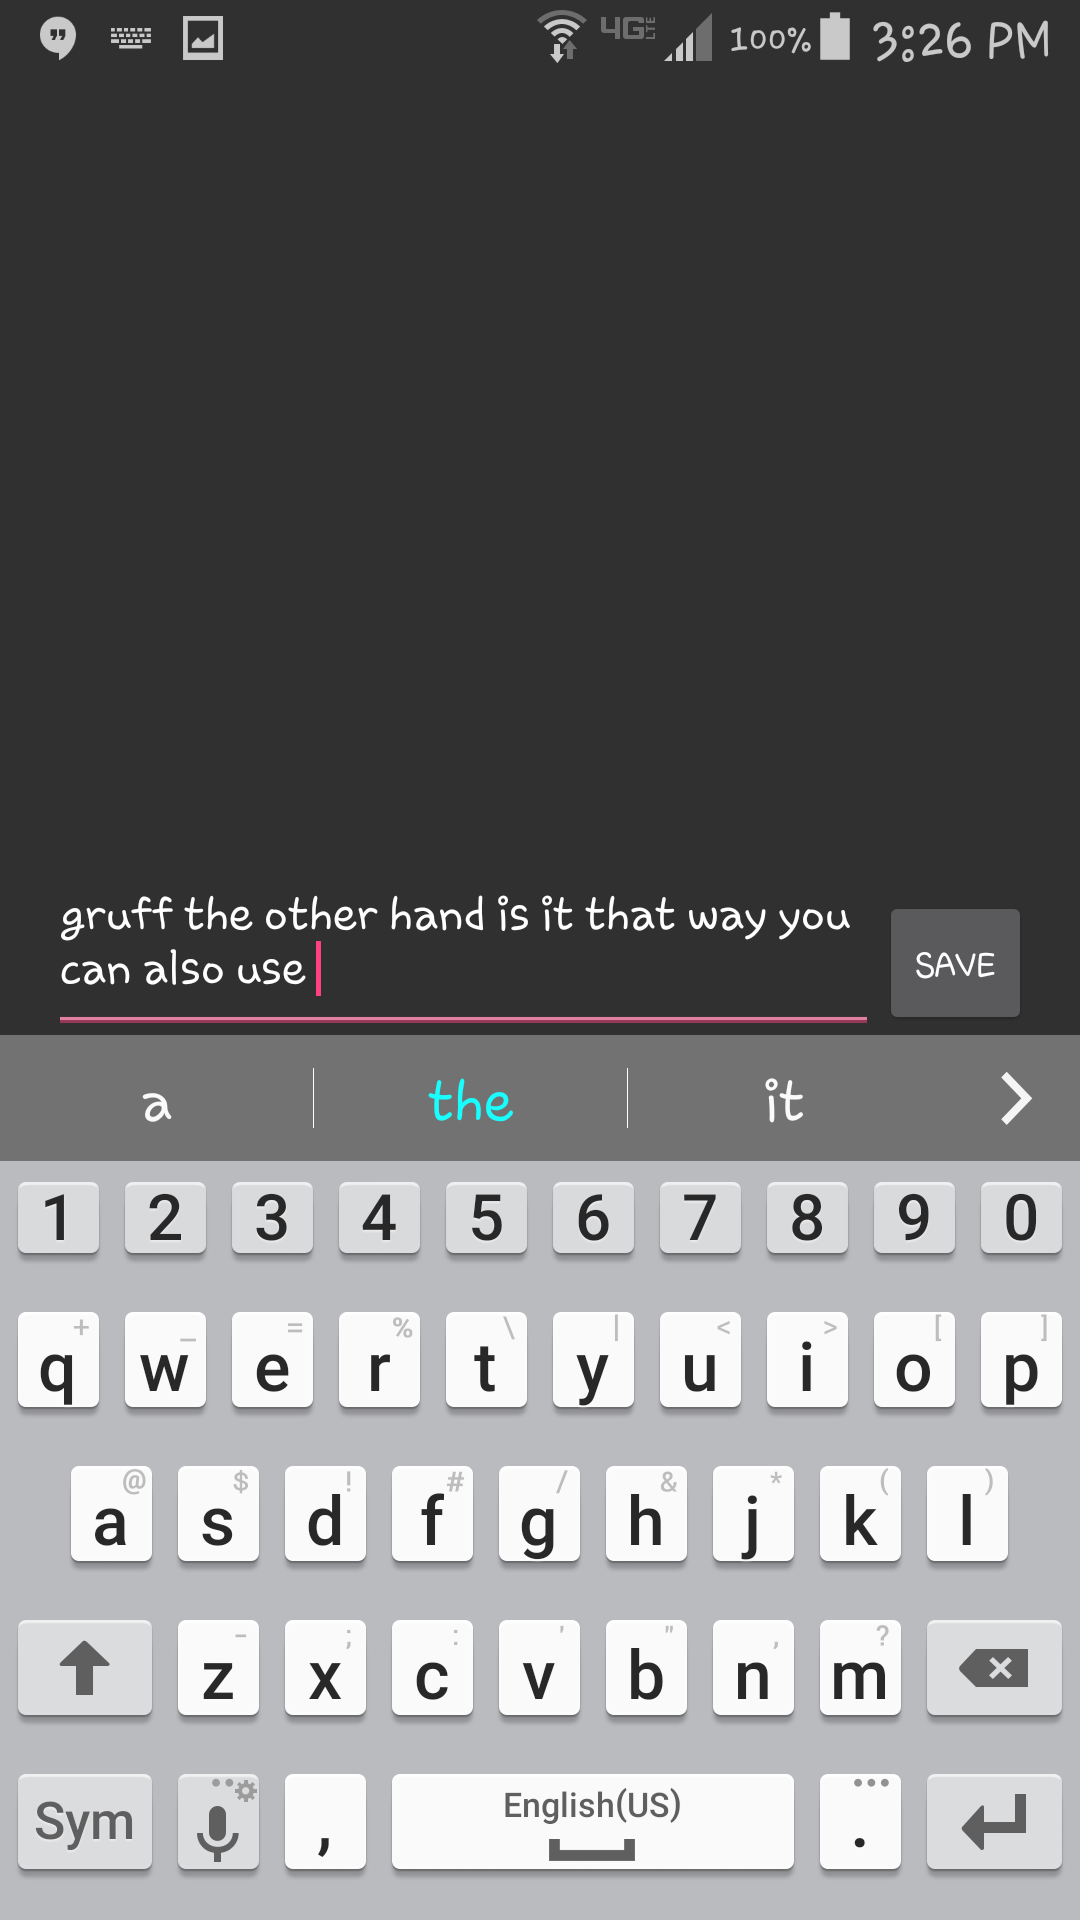 4G LTE 100% 3:26 PM
gruff the other hand is it that way you
can also use
SAVE
a the it
1 2 3 4 5 6 7 8 9 0
+ _ = % \ | < > [ ]
q w e r t y u i o p
@ $ ! # / & * ( )
a s d f g h j k l
- ; : ' " , ?
z x c v b n m
Sym , English(US) .